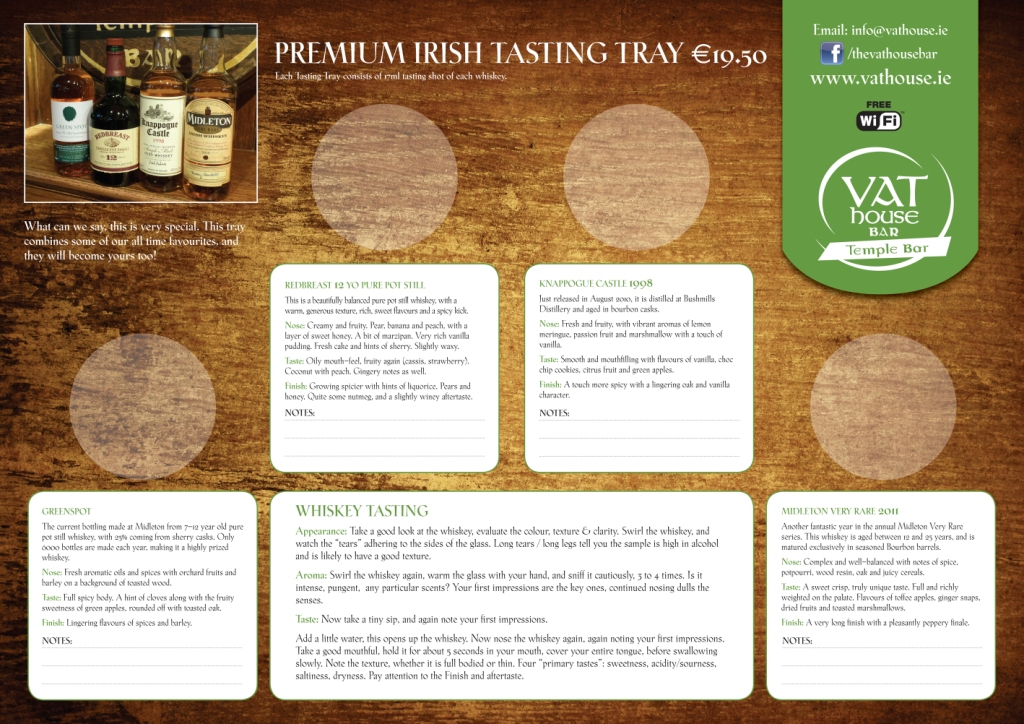 TEMPLE
BAR
GREEN SPOT
REDBREAST
12
Knappogue
Castle
1998
MIDLETON
PREMIUM IRISH TASTING TRAY €19.50
Each Tasting Tray consists of 17ml tasting shot of each whiskey.
Email: info@vathouse.ie
f /thevathousebar
www.vathouse.ie
FREE
WiFi
VAT
HOUSE
BAR
Temple Bar
What can we say, this is very special. This tray
combines some of our all time favourites, and
they will become yours too!
REDBREAST 12 YO PURE POT STILL
This is a beautifully balanced pure pot still whiskey, with a
warm, generous texture, rich, sweet flavours and a spicy kick.
Nose: Creamy and fruity. Pear, banana and peach, with a
layer of sweet honey. A bit of marzipan. Very rich vanilla
pudding. Fresh cake and hints of sherry. Slightly waxy.
Taste: Oily mouth-feel, fruity again (cassis, strawberry).
Coconut with peach. Gingery notes as well.
Finish: Growing spicier with hints of liquorice. Pears and
honey. Quite some nutmeg, and a slightly winey aftertaste.
NOTES:
KNAPPOGUE CASTLE 1998
Just released in August 2010, it is distilled at Bushmills
Distillery and aged in bourbon casks.
Nose: Fresh and fruity, with vibrant aromas of lemon
meringue, passion fruit and marshmallow with a touch of
vanilla.
Taste: Smooth and mouthfilling with flavours of vanilla, choc
chip cookies, citrus fruit and green apples.
Finish: A touch more spicy with a lingering oak and vanilla
character.
NOTES:
GREENSPOT
The current bottling made at Midleton from 7-12 year old pure
pot still whiskey, with 25% coming from sherry casks. Only
6000 bottles are made each year, making it a highly prized
whiskey.
Nose: Fresh aromatic oils and spices with orchard fruits and
barley on a background of toasted wood.
Taste: Full spicy body. A hint of cloves along with the fruity
sweetness of green apples, rounded off with toasted oak.
Finish: Lingering flavours of spices and barley.
NOTES:
WHISKEY TASTING
Appearance: Take a good look at the whiskey, evaluate the colour, texture & clarity. Swirl the whiskey, and
watch the "tears" adhering to the sides of the glass. Long tears / long legs tell you the sample is high in alcohol
and is likely to have a good texture.
Aroma: Swirl the whiskey again, warm the glass with your hand, and sniff it cautiously, 3 to 4 times. Is it
intense, pungent, any particular scents? Your first impressions are the key ones, continued nosing dulls the
senses.
Taste: Now take a tiny sip, and again note your first impressions.
Add a little water, this opens up the whiskey. Now nose the whiskey again, again noting your first impressions.
Take a good mouthful, hold it for about 5 seconds in your mouth, cover your entire tongue, before swallowing
slowly. Note the texture, whether it is full bodied or thin. Four "primary tastes": sweetness, acidity/sourness,
saltiness, dryness. Pay attention to the Finish and aftertaste.
MIDLETON VERY RARE 2011
Another fantastic year in the annual Midleton Very Rare
series. This whiskey is aged between 12 and 25 years, and is
matured exclusively in seasoned Bourbon barrels.
Nose: Complex and well-balanced with notes of spice,
potpourri, wood resin, oak and juicy cereals.
Taste: A sweet crisp, truly unique taste. Full and richly
weighted on the palate. Flavours of toffee apples, ginger snaps,
dried fruits and toasted marshmallows.
Finish: A very long finish with a pleasantly peppery finale.
NOTES: